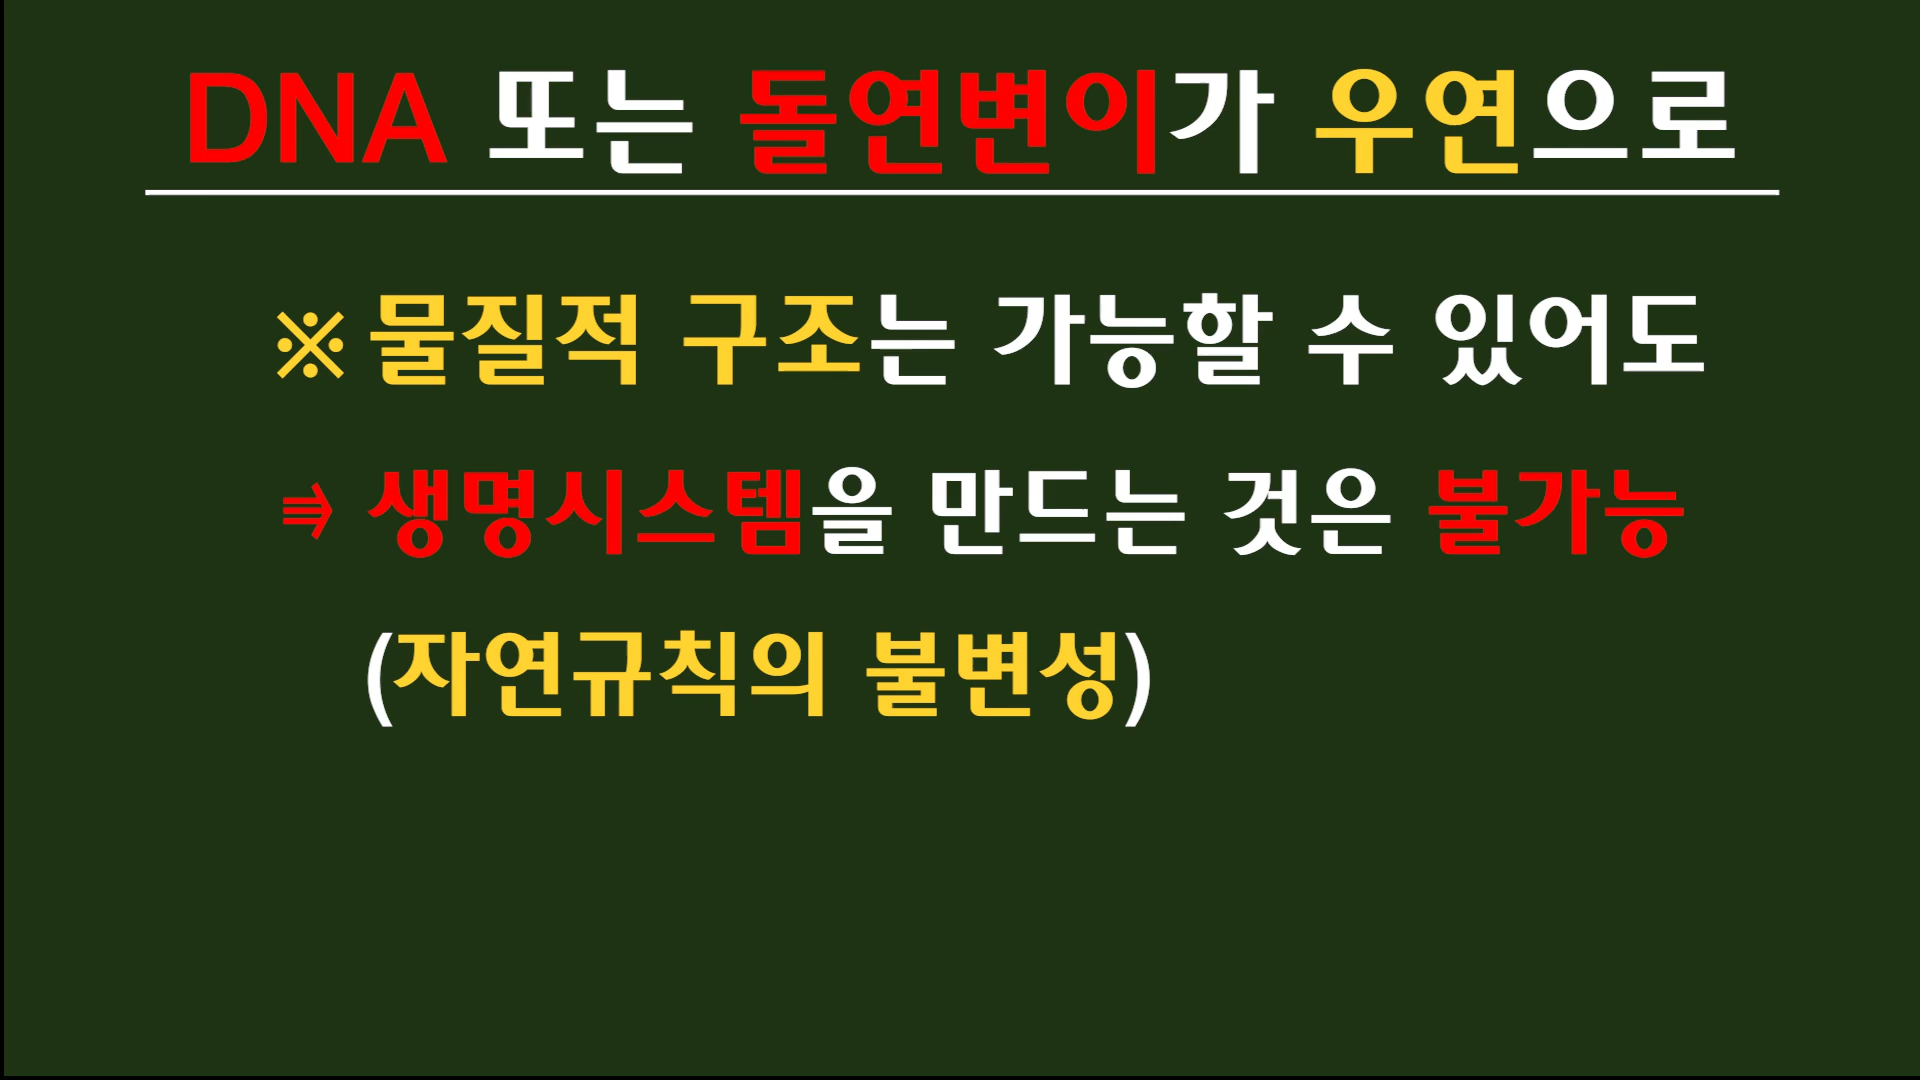 DNA 또는 돌연변이가 우연으로
※ 물질적 구조는 가능할 수 있어도
⇛ 생명시스템을 만드는 것은 불가능
(자연규칙의 불변성)